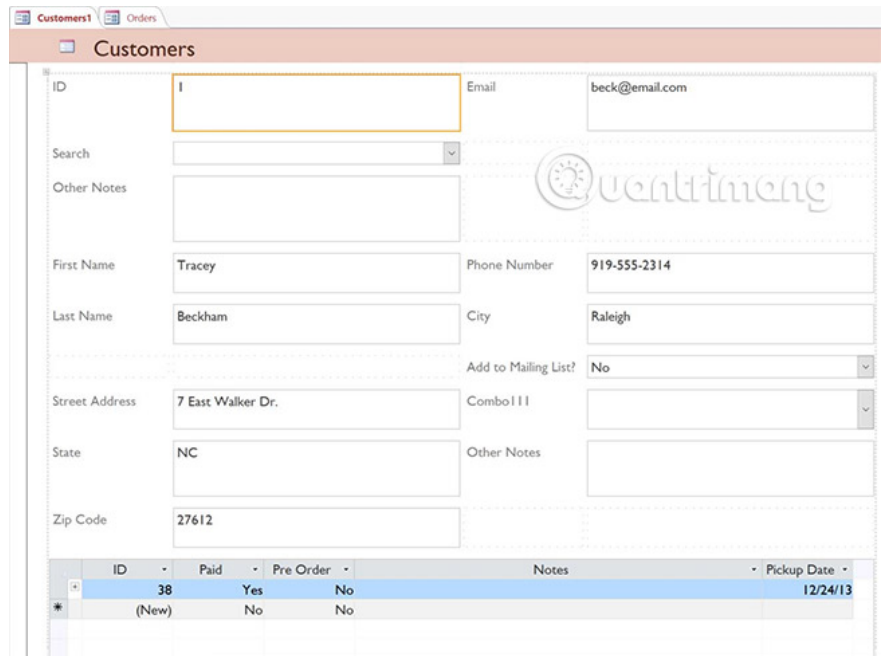 Customers1 Orders
Customers
ID 1 Email beck@email.com
Search
Quantrimang
Other Notes
First Name Tracey Phone Number 919-555-2314
Last Name Beckham City Raleigh
Add to Mailing List? No
Street Address 7 East Walker Dr. Combo111
State NC Other Notes
Zip Code 27612
ID Paid Pre Order Notes Pickup Date
38 Yes No 12/24/13
(New) No No